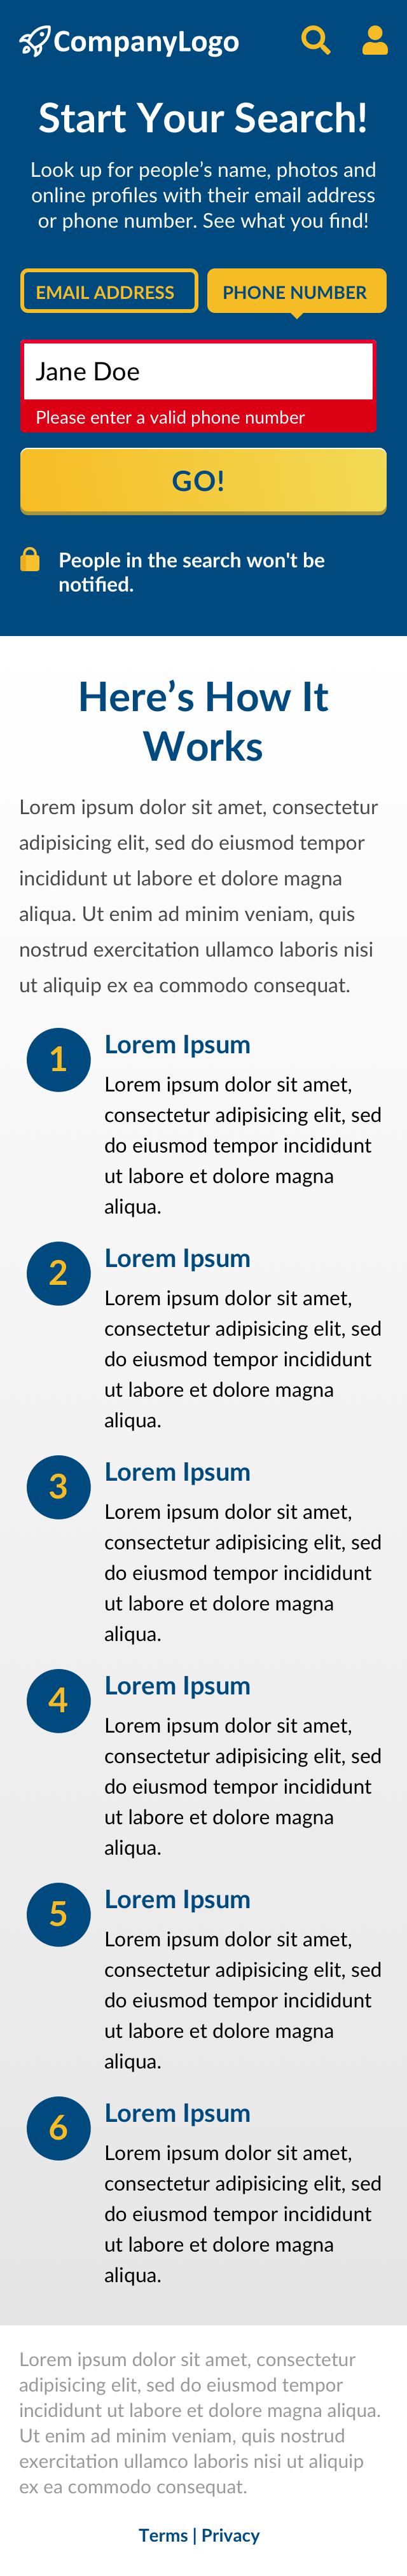 CompanyLogo
Start Your Search!
Look up for people’s name, photos and
online profiles with their email address
or phone number. See what you find!
EMAIL ADDRESS
PHONE NUMBER
Jane Doe
Please enter a valid phone number
GO!
People in the search won't be
notified.
Here’s How It
Works
Lorem ipsum dolor sit amet, consectetur
adipisicing elit, sed do eiusmod tempor
incididunt ut labore et dolore magna
aliqua. Ut enim ad minim veniam, quis
nostrud exercitation ullamco laboris nisi
ut aliquip ex ea commodo consequat.
1
Lorem Ipsum
Lorem ipsum dolor sit amet,
consectetur adipisicing elit, sed
do eiusmod tempor incididunt
ut labore et dolore magna
aliqua.
2
Lorem Ipsum
Lorem ipsum dolor sit amet,
consectetur adipisicing elit, sed
do eiusmod tempor incididunt
ut labore et dolore magna
aliqua.
3
Lorem Ipsum
Lorem ipsum dolor sit amet,
consectetur adipisicing elit, sed
do eiusmod tempor incididunt
ut labore et dolore magna
aliqua.
4
Lorem Ipsum
Lorem ipsum dolor sit amet,
consectetur adipisicing elit, sed
do eiusmod tempor incididunt
ut labore et dolore magna
aliqua.
5
Lorem Ipsum
Lorem ipsum dolor sit amet,
consectetur adipisicing elit, sed
do eiusmod tempor incididunt
ut labore et dolore magna
aliqua.
6
Lorem Ipsum
Lorem ipsum dolor sit amet,
consectetur adipisicing elit, sed
do eiusmod tempor incididunt
ut labore et dolore magna
aliqua.
Lorem ipsum dolor sit amet, consectetur
adipisicing elit, sed do eiusmod tempor
incididunt ut labore et dolore magna aliqua.
Ut enim ad minim veniam, quis nostrud
exercitation ullamco laboris nisi ut aliquip
ex ea commodo consequat.
Terms | Privacy